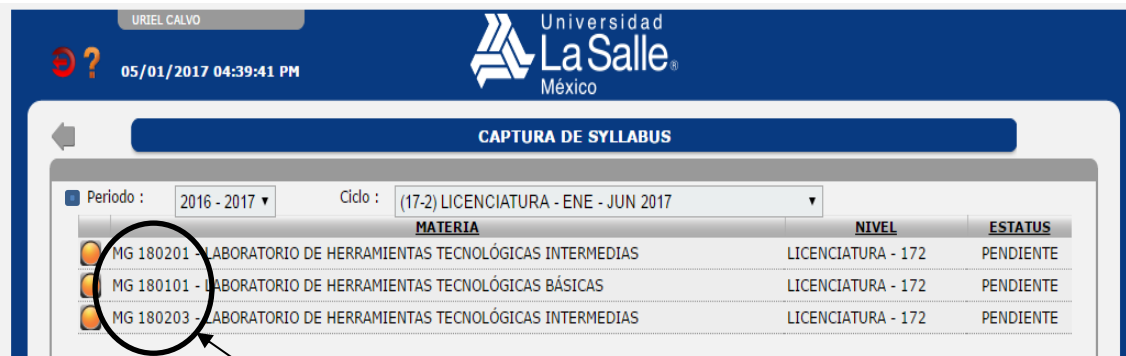 URIEL CALVO
05/01/2017 04:39:41 PM
Universidad
La Salle®
México
CAPTURA DE SYLLABUS
Periodo : 2016 - 2017 Ciclo : (17-2) LICENCIATURA - ENE - JUN 2017
MATERIA NIVEL ESTATUS
MG 180201 - LABORATORIO DE HERRAMIENTAS TECNOLÓGICAS INTERMEDIAS LICENCIATURA - 172 PENDIENTE
MG 180101 - LABORATORIO DE HERRAMIENTAS TECNOLÓGICAS BÁSICAS LICENCIATURA - 172 PENDIENTE
MG 180203 - LABORATORIO DE HERRAMIENTAS TECNOLÓGICAS INTERMEDIAS LICENCIATURA - 172 PENDIENTE